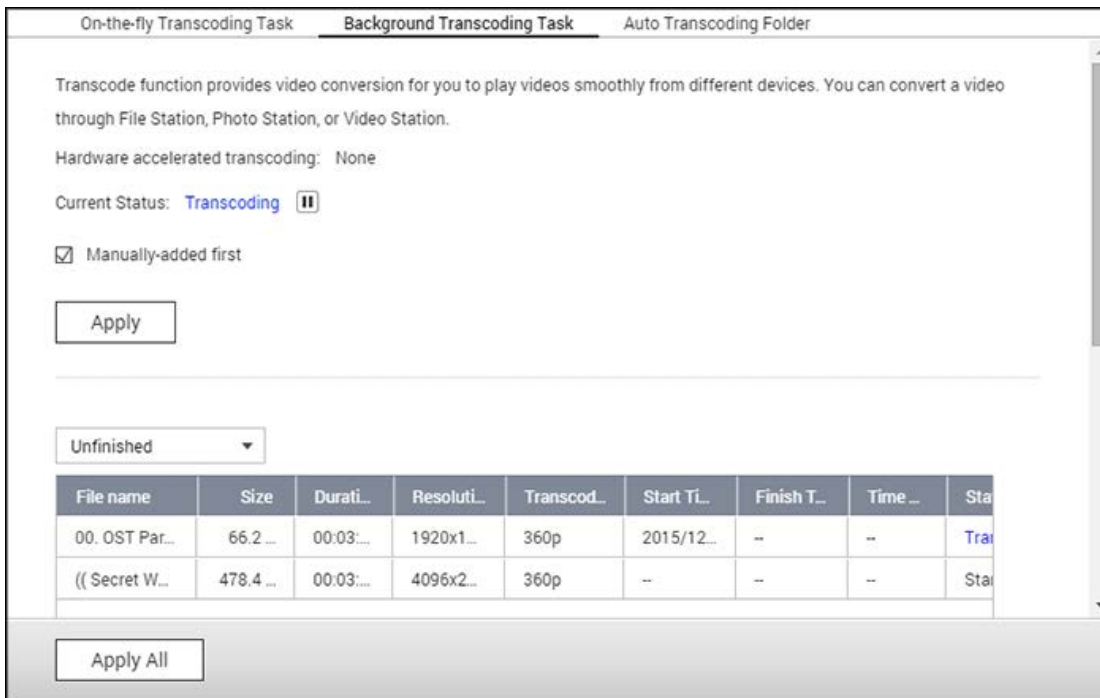 On-the-fly Transcoding Task Background Transcoding Task Auto Transcoding Folder
Transcode function provides video conversion for you to play videos smoothly from different devices. You can convert a video
through File Station, Photo Station, or Video Station.
Hardware accelerated transcoding: None
Current Status: Transcoding
Manually-added first
Apply
Unfinished
File name Size Durati... Resoluti... Transcod... Start Ti... Finish T... Time ... Sta
00. OST Par... 66.2 ... 00:03:... 1920x1... 360p 2015/12... -- -- Trai
(( Secret W... 478.4 ... 00:03:... 4096x2... 360p -- -- -- Star
Apply All